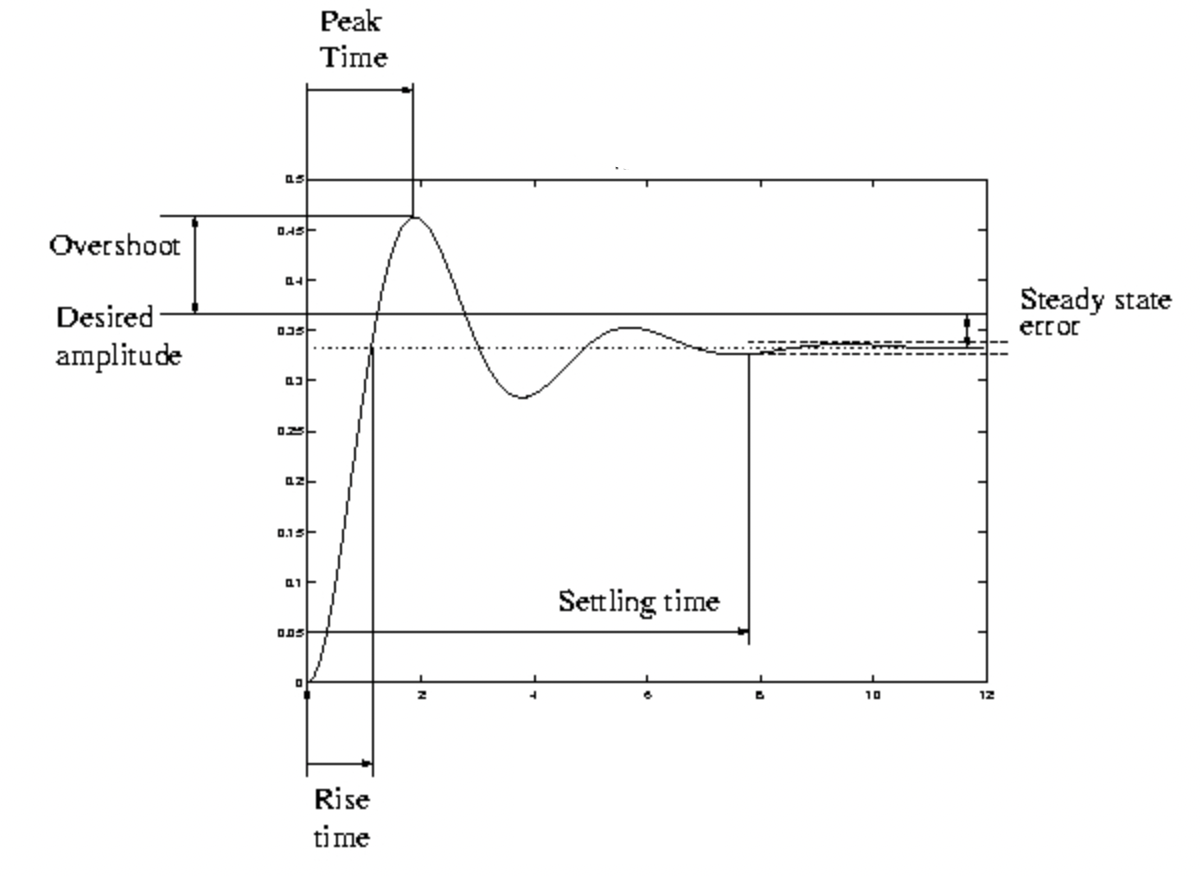 Peak
Time
0.5
Overshoot
0.45
0.4
Steady state
error
Desired
amplitude
0.35
0.3
0.25
0.2
0.15
Settling time
0.1
0.05
0
0 2 4 6 8 10 12
Rise
time